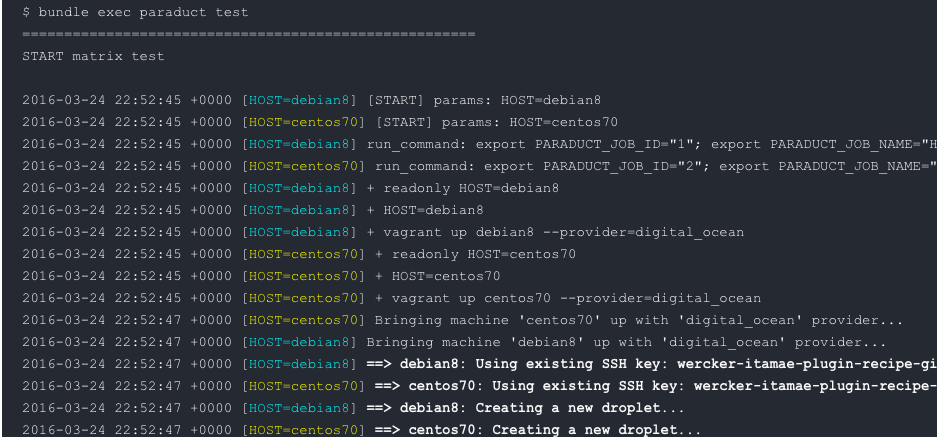 $ bundle exec paraduct test
======================================================
START matrix test
2016-03-24 22:52:45 +0000 [HOST=debian8] [START] params: HOST=debian8
2016-03-24 22:52:45 +0000 [HOST=centos70] [START] params: HOST=centos70
2016-03-24 22:52:45 +0000 [HOST=debian8] run_command: export PARADUCT_JOB_ID="1"; export PARADUCT_JOB_NAME="H
2016-03-24 22:52:45 +0000 [HOST=centos70] run_command: export PARADUCT_JOB_ID="2"; export PARADUCT_JOB_NAME="
2016-03-24 22:52:45 +0000 [HOST=debian8] + readonly HOST=debian8
2016-03-24 22:52:45 +0000 [HOST=debian8] + HOST=debian8
2016-03-24 22:52:45 +0000 [HOST=debian8] + vagrant up debian8 --provider=digital_ocean
2016-03-24 22:52:45 +0000 [HOST=centos70] + readonly HOST=centos70
2016-03-24 22:52:45 +0000 [HOST=centos70] + HOST=centos70
2016-03-24 22:52:45 +0000 [HOST=centos70] + vagrant up centos70 --provider=digital_ocean
2016-03-24 22:52:47 +0000 [HOST=centos70] Bringing machine 'centos70' up with 'digital_ocean' provider...
2016-03-24 22:52:47 +0000 [HOST=debian8] Bringing machine 'debian8' up with 'digital_ocean' provider...
2016-03-24 22:52:47 +0000 [HOST=debian8] ==> debian8: Using existing SSH key: wercker-itamae-plugin-recipe-gi
2016-03-24 22:52:47 +0000 [HOST=centos70] ==> centos70: Using existing SSH key: wercker-itamae-plugin-recipe-
2016-03-24 22:52:47 +0000 [HOST=debian8] ==> debian8: Creating a new droplet...
2016-03-24 22:52:47 +0000 [HOST=centos70] ==> centos70: Creating a new droplet...